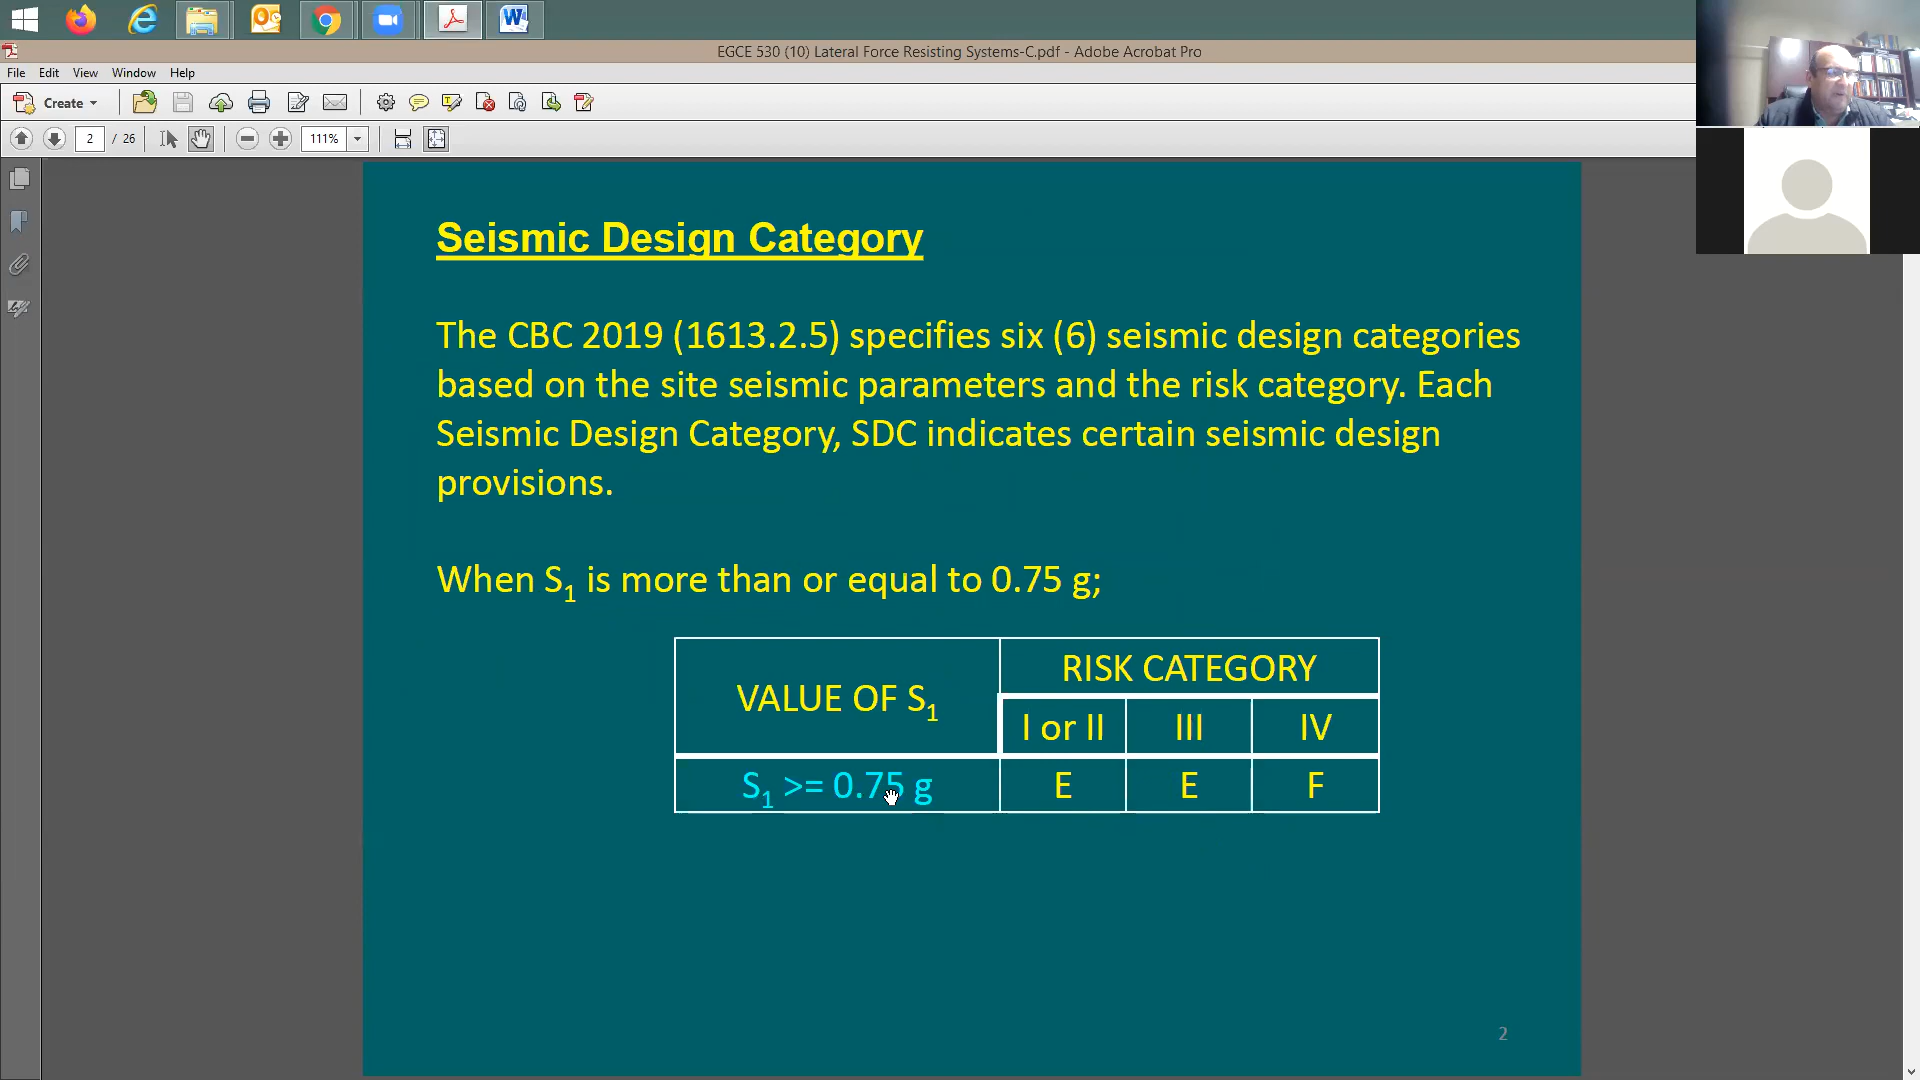 EGCE 530 (10) Lateral Force Resisting Systems-C.pdf - Adobe Acrobat Pro
File Edit View Window Help
Create
2 / 26 111%
Seismic Design Category
The CBC 2019 (1613.2.5) specifies six (6) seismic design categories
based on the site seismic parameters and the risk category. Each
Seismic Design Category, SDC indicates certain seismic design
provisions.
When S1 is more than or equal to 0.75 g;
RISK CATEGORY
VALUE OF S1
I or II III IV
S1 >= 0.75 g E E F
2